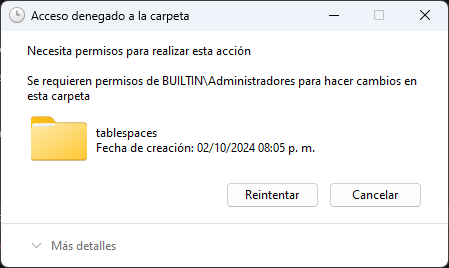 Acceso denegado a la carpeta
Necesita permisos para realizar esta acción
Se requieren permisos de BUILTIN\Administradores para hacer cambios en
esta carpeta
tablespaces
Fecha de creación: 02/10/2024 08:05 p. m.
Reintentar
Cancelar
Más detalles